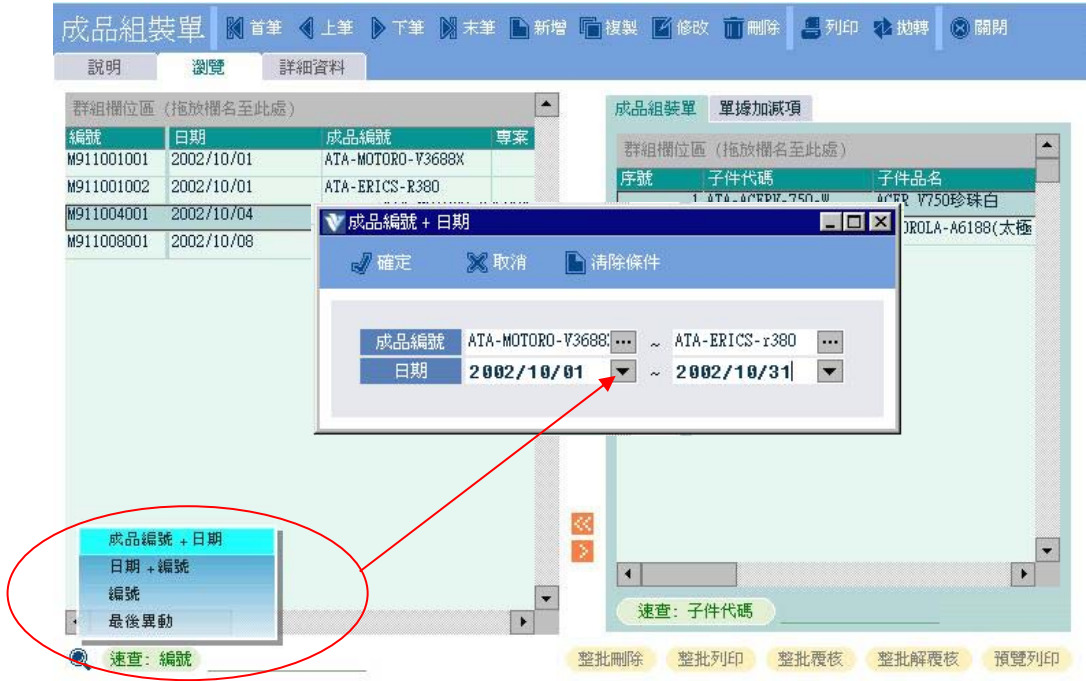 成品組裝單 首筆 上筆 下筆 末筆 新增 複製 修改 刪除 列印 拋轉 關閉
說明 瀏覽 詳細資料
群組欄位區 (拖放欄名至此處)
編號 日期 成品編號 專案
M911001001 2002/10/01 ATA-MOTORO-V3688X
M911001002 2002/10/01 ATA-ERICS-R380
M911004001 2002/10/04
M911008001 2002/10/08
成品組裝單 單據加減項
群組欄位區 (拖放欄名至此處)
序號 子件代碼 子件品名
1 ATA-ACERV-750-W ACER V750珍珠白
OROLA-A6188(太極
成品編號 + 日期
確定 取消 清除條件
成品編號 ATA-MOTORO-V3688 ... ~ ATA-ERICS-r380 ...
日期 2002/10/01 ~ 2002/10/31
成品編號 + 日期
日期 + 編號
編號
最後異動
速查: 編號
速查: 子件代碼
整批刪除 整批列印 整批覆核 整批解覆核 預覽列印